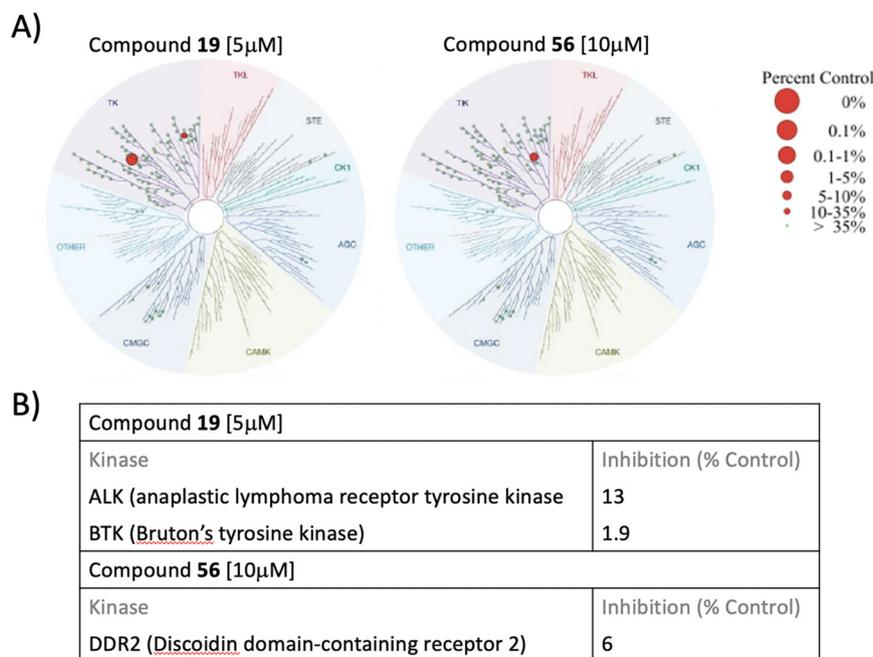 A)
Compound 19 [5µM]
Compound 56 [10µM]
TK
TKL
STE
CK1
AGC
CAMK
CMGC
OTHER
TK
TKL
STE
CK1
AGC
CAMK
CMGC
OTHER
Percent Control
0%
0.1%
0.1-1%
1-5%
5-10%
10-35%
> 35%
B)
Compound 19 [5µM]
Kinase Inhibition (% Control)
ALK (anaplastic lymphoma receptor tyrosine kinase 13
BTK (Bruton's tyrosine kinase) 1.9
Compound 56 [10µM]
Kinase Inhibition (% Control)
DDR2 (Discoidin domain-containing receptor 2) 6